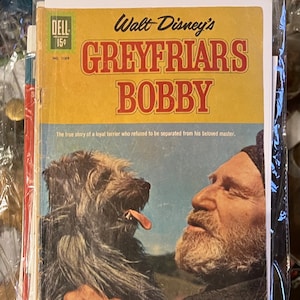 DELL
15¢
Walt Disney's
GREYFRIARS
BOBBY
The true story of a loyal terrier who refused to be separated from his beloved master.